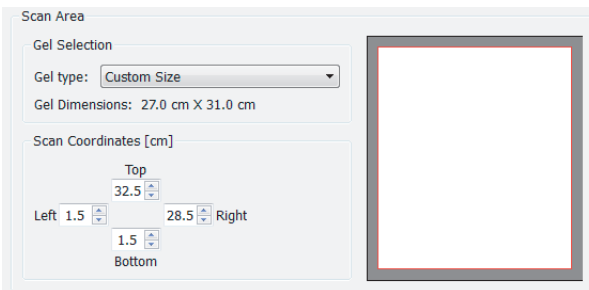 Scan Area
Gel Selection
Gel type: Custom Size
Gel Dimensions: 27.0 cm X 31.0 cm
Scan Coordinates [cm]
Top
32.5
Left 1.5 28.5 Right
1.5
Bottom